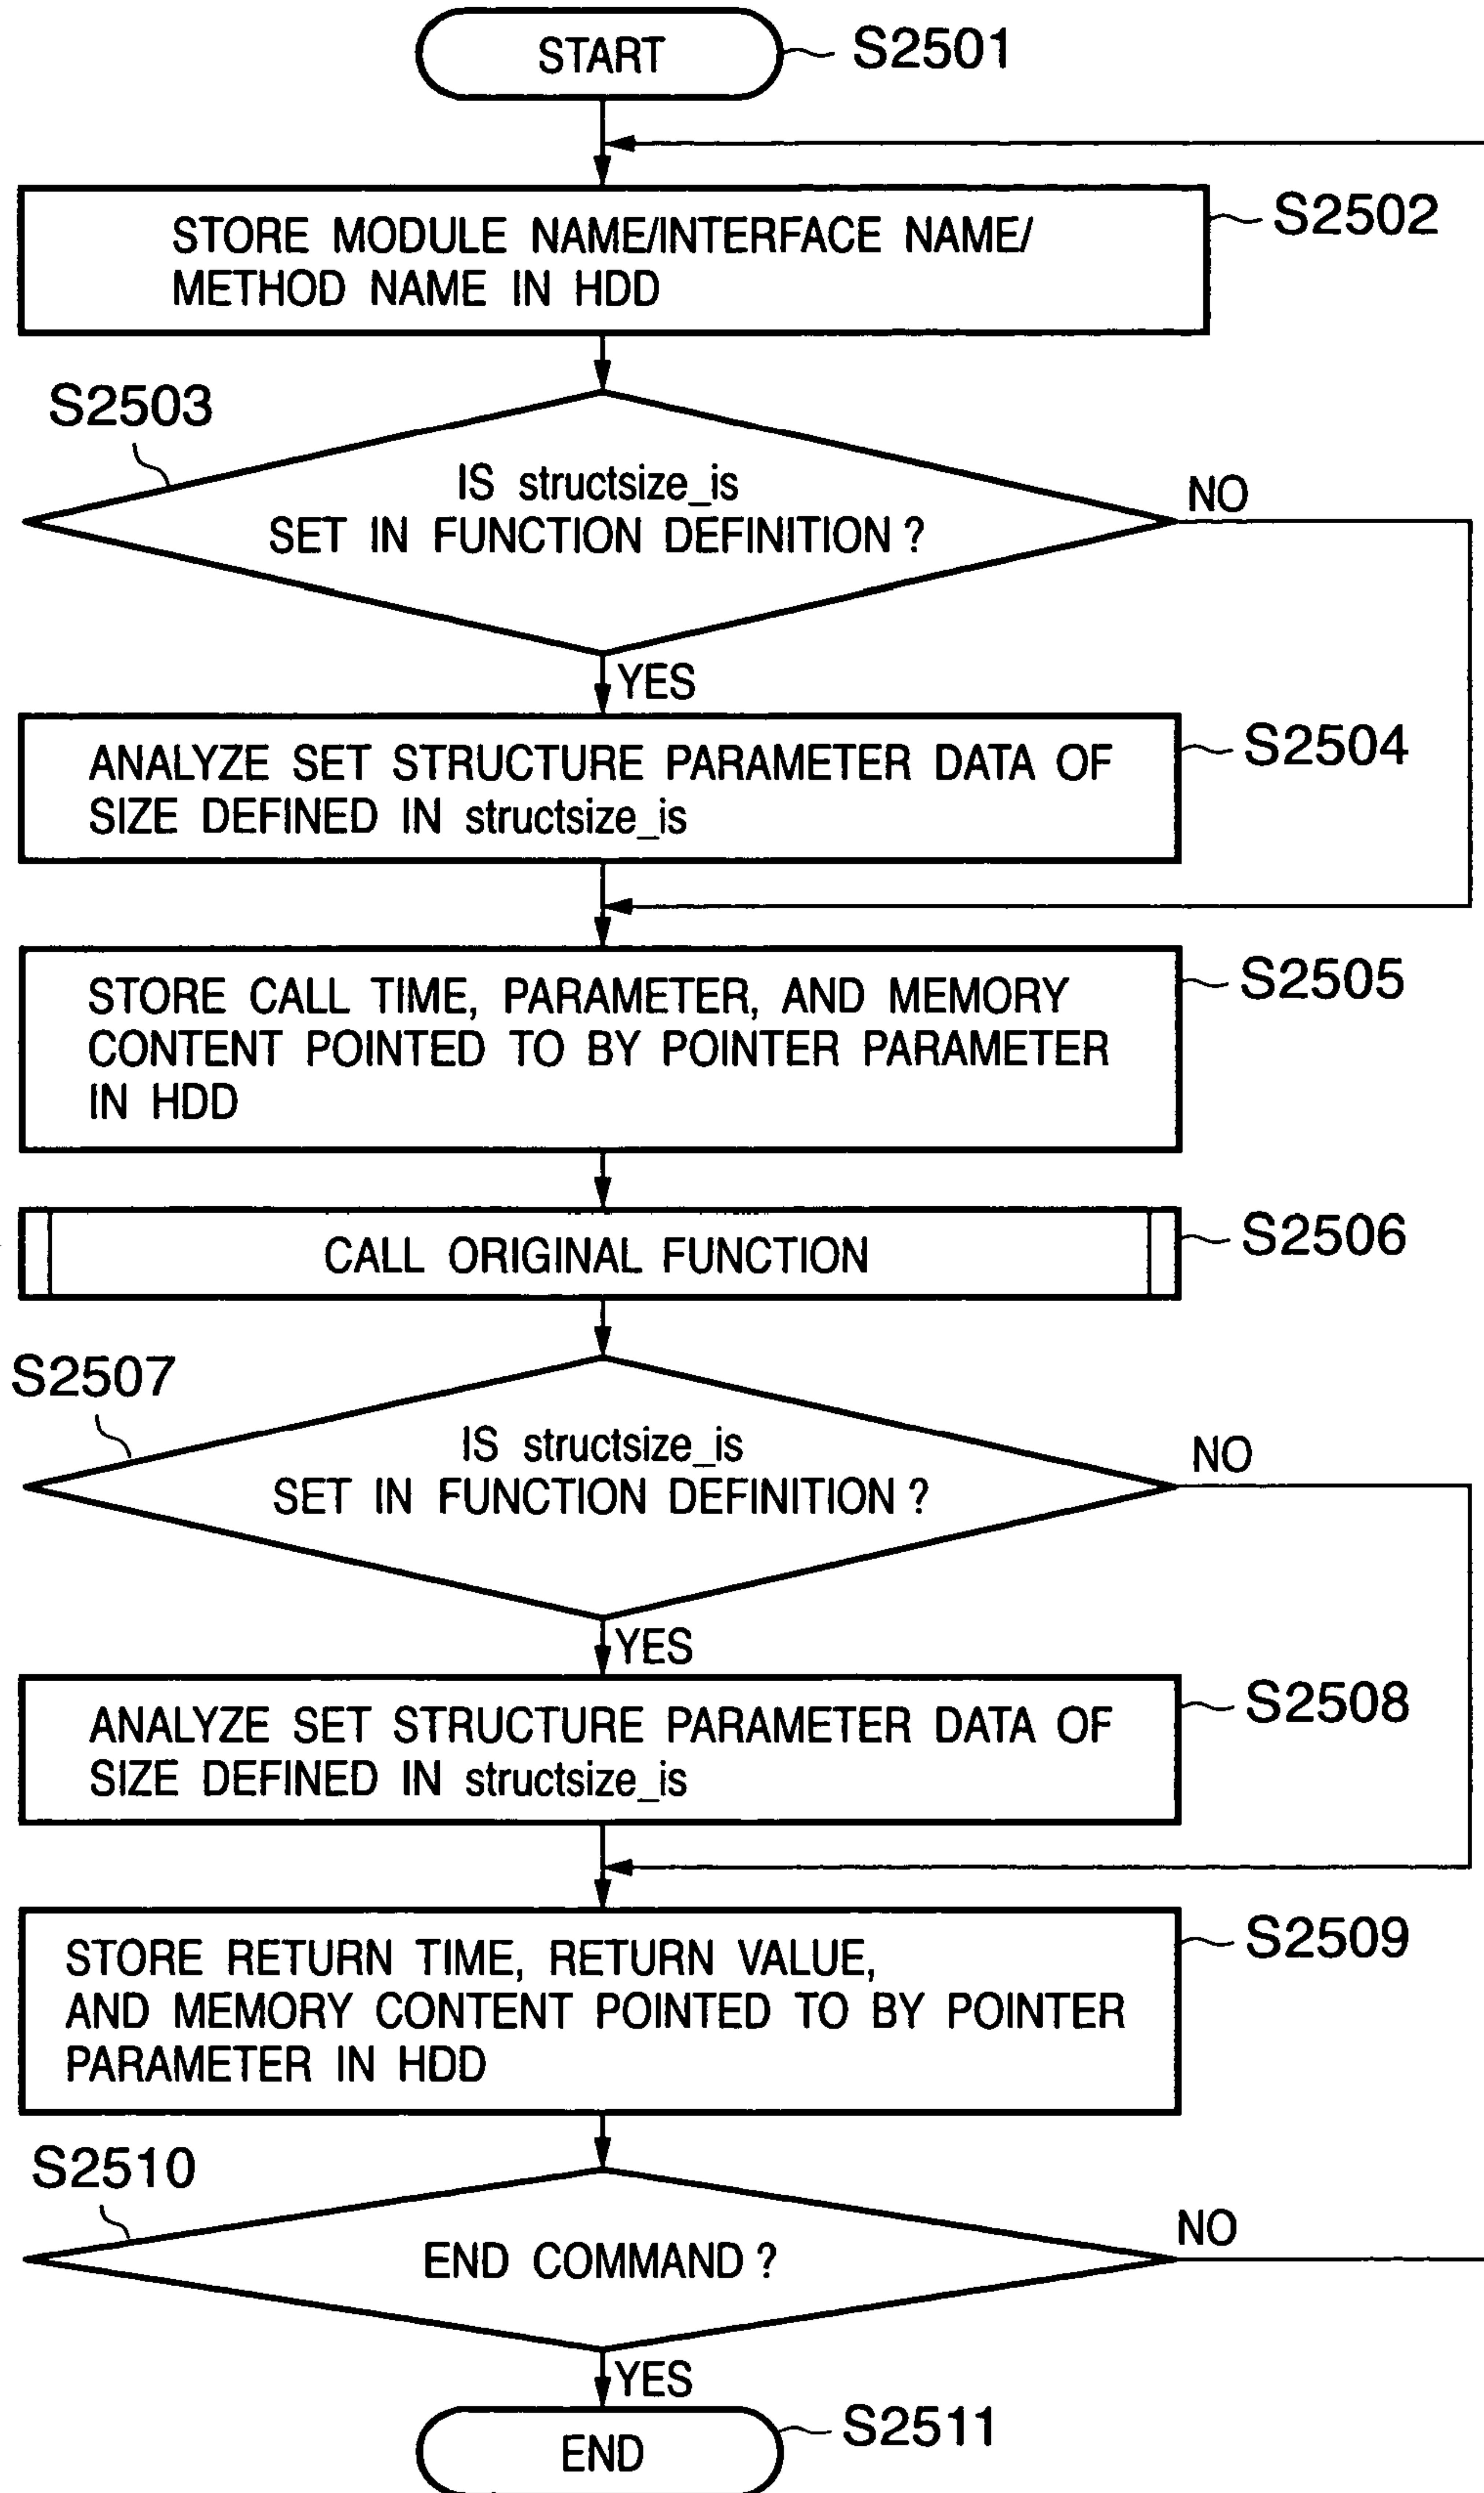 START
S2501
S2502
STORE MODULE NAME/INTERFACE NAME/
METHOD NAME IN HDD
S2503
IS structsize_is
SET IN FUNCTION DEFINITION ?
NO
YES
S2504
ANALYZE SET STRUCTURE PARAMETER DATA OF
SIZE DEFINED IN structsize_is
S2505
STORE CALL TIME, PARAMETER, AND MEMORY
CONTENT POINTED TO BY POINTER PARAMETER
IN HDD
S2506
CALL ORIGINAL FUNCTION
S2507
IS structsize_is
SET IN FUNCTION DEFINITION ?
NO
YES
S2508
ANALYZE SET STRUCTURE PARAMETER DATA OF
SIZE DEFINED IN structsize_is
S2509
STORE RETURN TIME, RETURN VALUE,
AND MEMORY CONTENT POINTED TO BY POINTER
PARAMETER IN HDD
S2510
END COMMAND ?
NO
YES
END
S2511